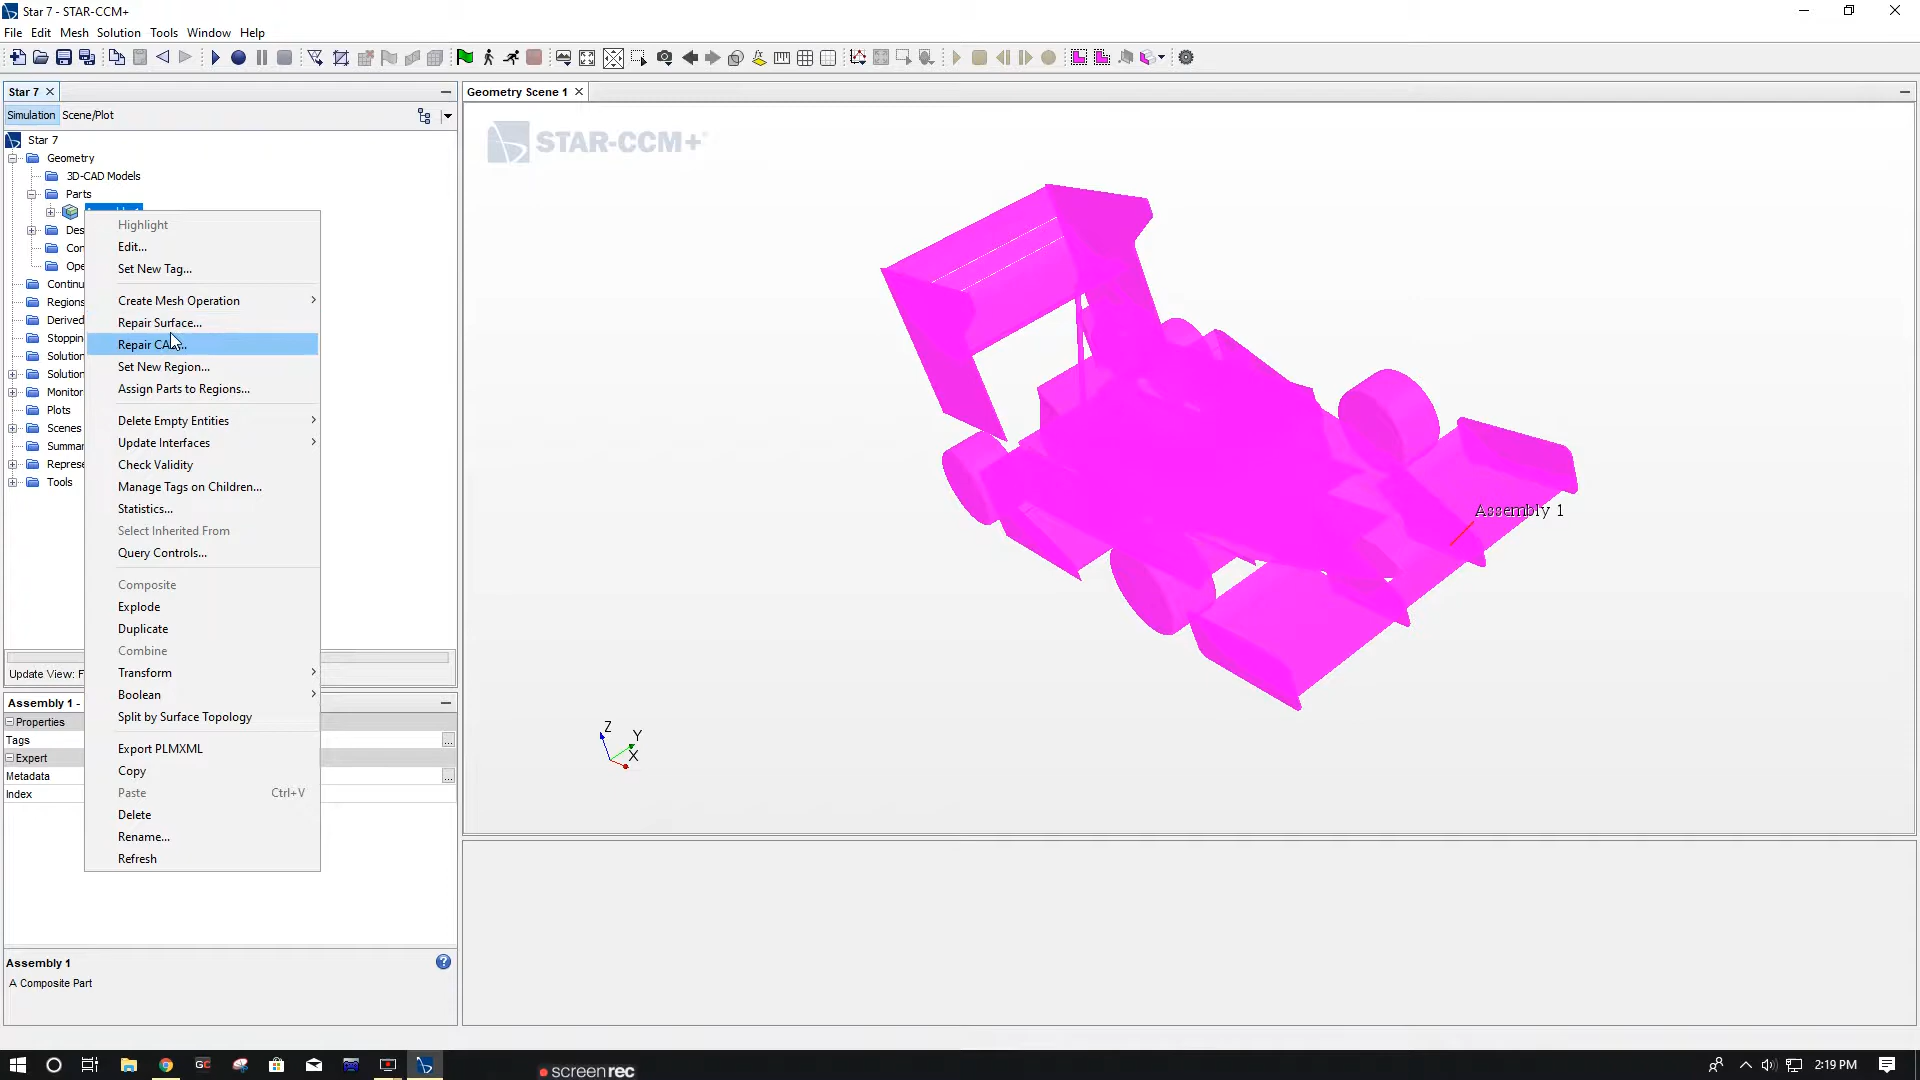 Star 7 - STAR-CCM+
File Edit Mesh Solution Tools Window Help
Star 7
Simulation Scene/Plot
Star 7
Geometry
3D-CAD Models
Parts
Des
Con
Ope
Continu
Regions
Derived
Stoppin
Solution
Solution
Monitor
Plots
Scenes
Summar
Represe
Tools
Update View: F
Highlight
Edit...
Set New Tag...
Create Mesh Operation
Repair Surface...
Repair CA...
Set New Region...
Assign Parts to Regions...
Delete Empty Entities
Update Interfaces
Check Validity
Manage Tags on Children...
Statistics...
Select Inherited From
Query Controls...
Composite
Explode
Duplicate
Combine
Transform
Boolean
Split by Surface Topology
Export PLMXML
Copy
Paste Ctrl+V
Delete
Rename...
Refresh
Assembly 1 -
Properties
Tags
Expert
Metadata
Index
Assembly 1
A Composite Part
Geometry Scene 1
STAR-CCM+
Assembly 1
Z
Y
X
GC
screenrec
2:19 PM